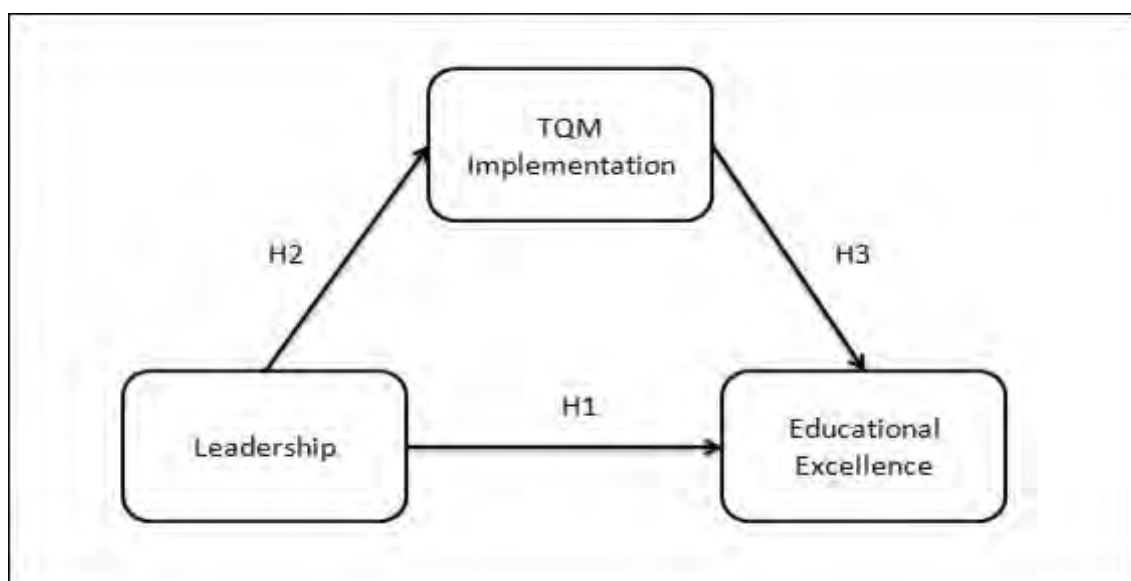 TQM
Implementation
H2
H3
H1
Leadership
Educational
Excellence